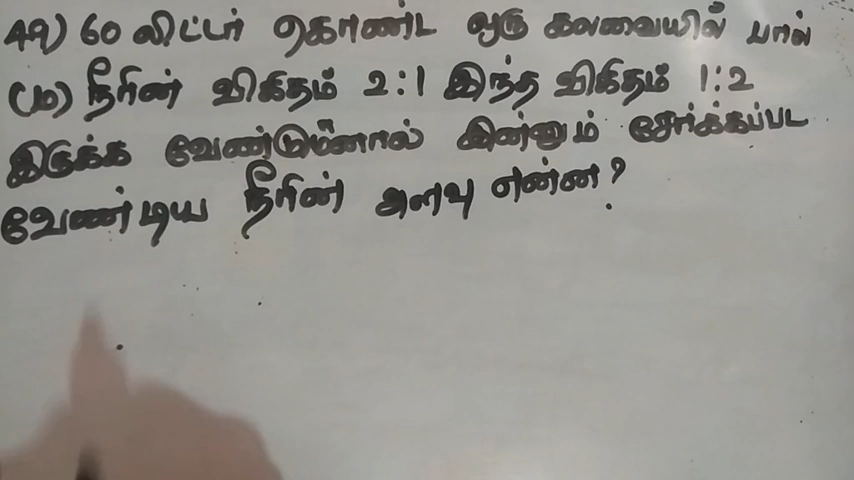 49) 60 லிட்டர் கொண்ட ஒரு கலவையில் பால்
(ம) நீரின் விகிதம் 2:1 இந்த விகிதம் 1:2
இருக்க வேண்டுமெனால் இன்னும் சேர்க்கப்பட
வேண்டிய நீரின் அளவு என்ன?